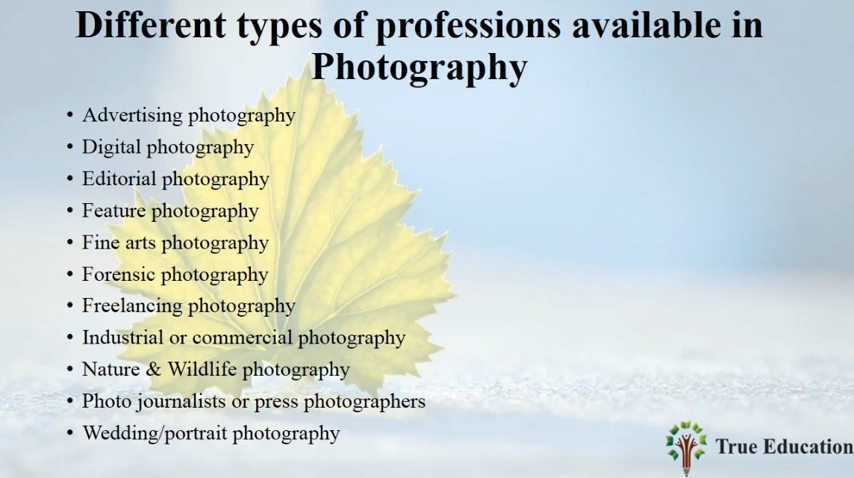 Different types of professions available in
Photography
• Advertising photography
• Digital photography
• Editorial photography
• Feature photography
• Fine arts photography
• Forensic photography
• Freelancing photography
• Industrial or commercial photography
• Nature & Wildlife photography
• Photo journalists or press photographers
• Wedding/portrait photography
True Education